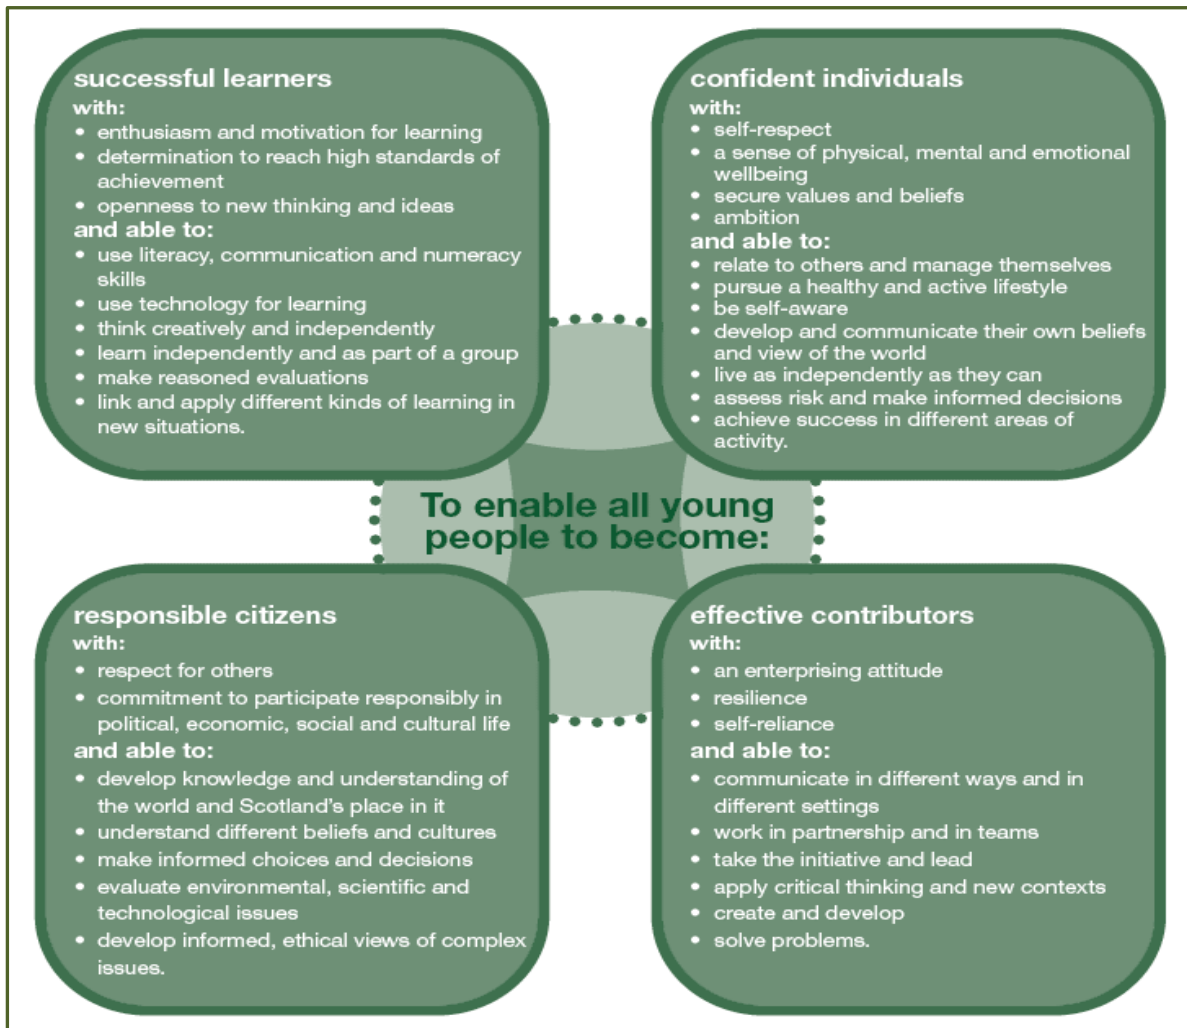 successful learners
with:
• enthusiasm and motivation for learning
• determination to reach high standards of
achievement
• openness to new thinking and ideas
and able to:
• use literacy, communication and numeracy
skills
• use technology for learning
• think creatively and independently
• learn independently and as part of a group
• make reasoned evaluations
• link and apply different kinds of learning in
new situations.
confident individuals
with:
• self-respect
• a sense of physical, mental and emotional
wellbeing
• secure values and beliefs
• ambition
and able to:
• relate to others and manage themselves
• pursue a healthy and active lifestyle
• be self-aware
• develop and communicate their own beliefs
and view of the world
• live as independently as they can
• assess risk and make informed decisions
• achieve success in different areas of
activity.
To enable all young
people to become:
responsible citizens
with:
• respect for others
• commitment to participate responsibly in
political, economic, social and cultural life
and able to:
• develop knowledge and understanding of
the world and Scotland's place in it
• understand different beliefs and cultures
• make informed choices and decisions
• evaluate environmental, scientific and
technological issues
• develop informed, ethical views of complex
issues.
effective contributors
with:
• an enterprising attitude
• resilience
• self-reliance
and able to:
• communicate in different ways and in
different settings
• work in partnership and in teams
• take the initiative and lead
• apply critical thinking and new contexts
• create and develop
• solve problems.